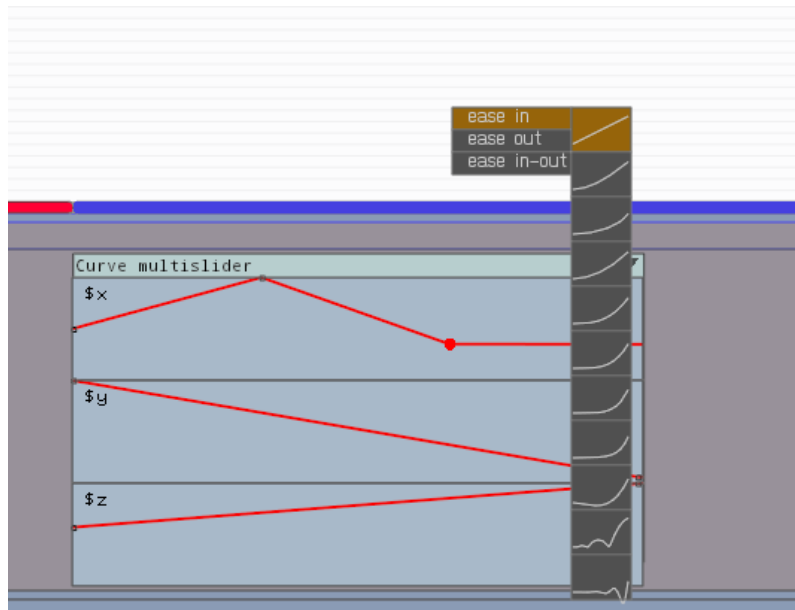 ease in
ease out
ease in-out
Curve multislider
$x
$y
$z